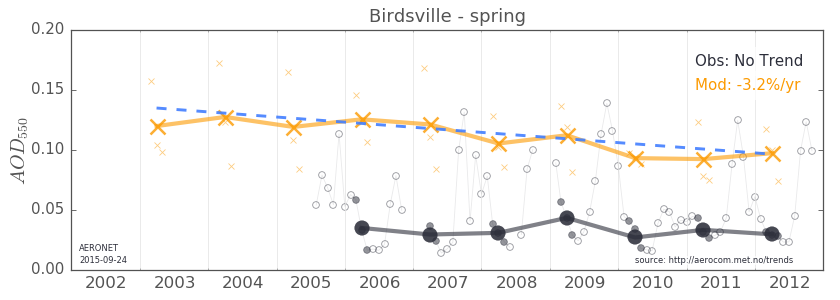 Birdsville - spring
0.20
0.15
0.10
0.05
0.00
AOD550
Obs: No Trend
Mod: -3.2%/yr
AERONET
2015-09-24
source: http://aerocom.met.no/trends
2002 2003 2004 2005 2006 2007 2008 2009 2010 2011 2012